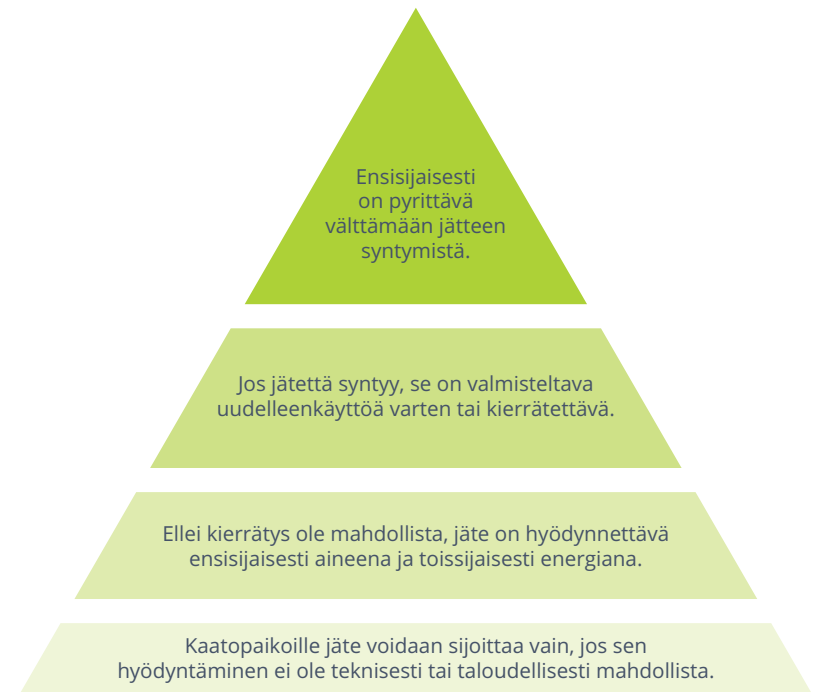 Ensisijaisesti
on pyrittävä
välttämään jätteen
syntymistä.
Jos jätettä syntyy, se on valmisteltava
uudelleenkäyttöä varten tai kierrätettävä.
Ellei kierrätys ole mahdollista, jäte on hyödynnettävä
ensisijaisesti aineena ja toissijaisesti energiana.
Kaatopaikoille jäte voidaan sijoittaa vain, jos sen
hyödyntäminen ei ole teknisesti tai taloudellisesti mahdollista.